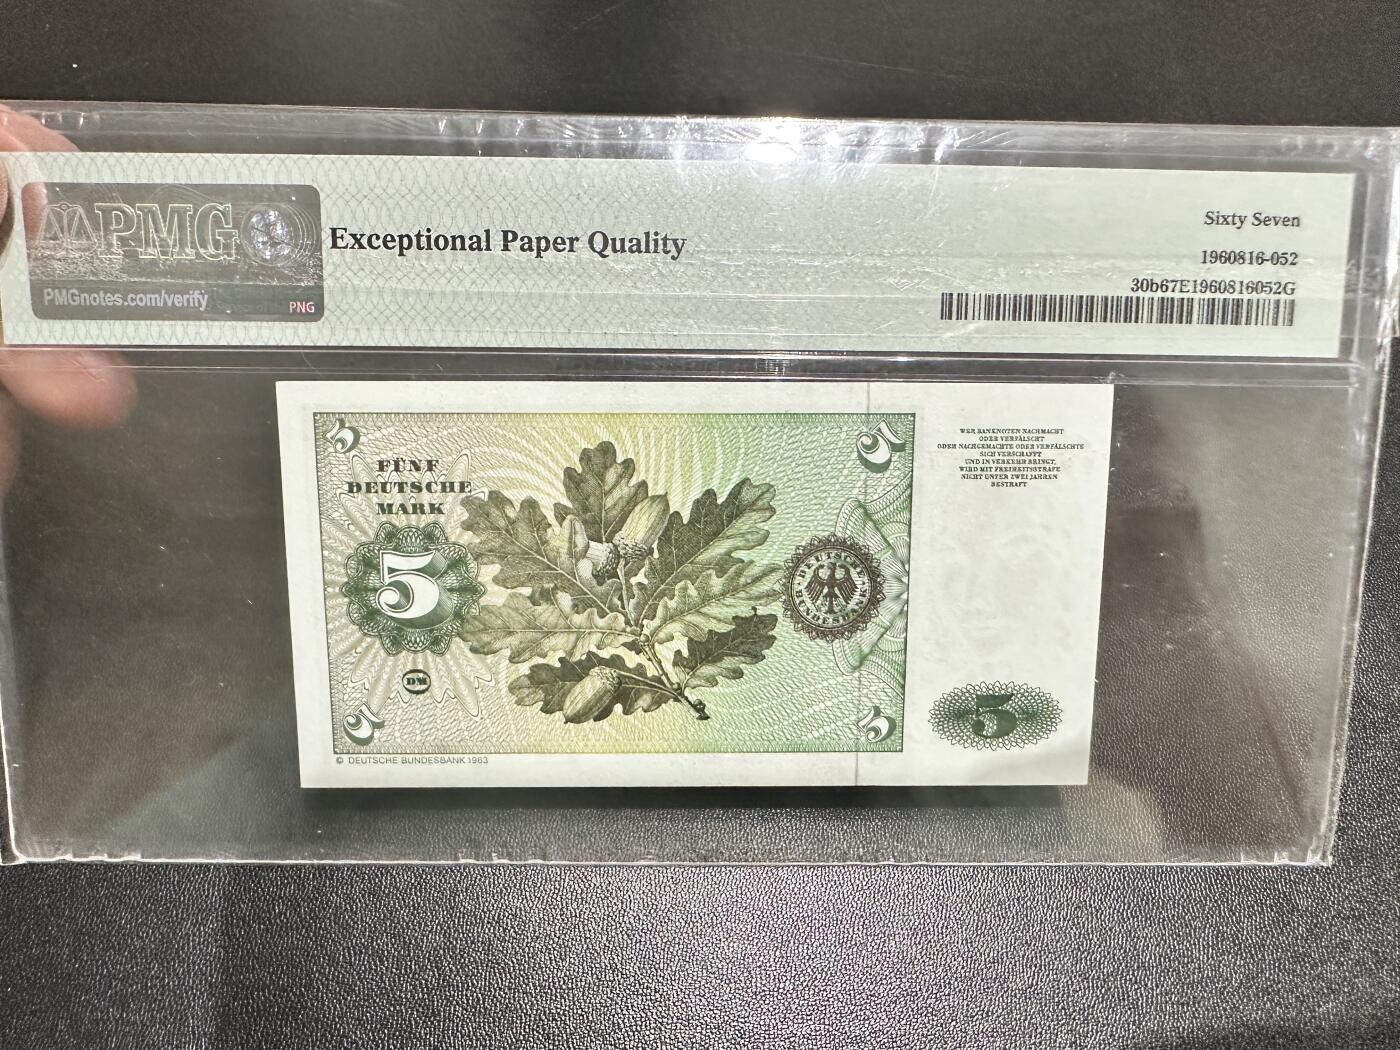 PMG
PMGnotes.com/verify
PNG
Exceptional Paper Quality
Sixty Seven
1960816-052
30b67E1960816052G
5
5
FÜNF
DEUTSCHE
MARK
5
DM
5
5
DEUTSCHE
BUNDESBANK
© DEUTSCHE BUNDESBANK 1963
WER BANKNOTEN NACHMACHT
ODER VERFÄLSCHT
ODER NACHGEMACHTE ODER VERFÄLSCHTE
SICH VERSCHAFFT
UND IN VERKEHR BRINGT,
WIRD MIT FREIHEITSSTRAFE
NICHT UNTER ZWEI JAHREN
BESTRAFT
5